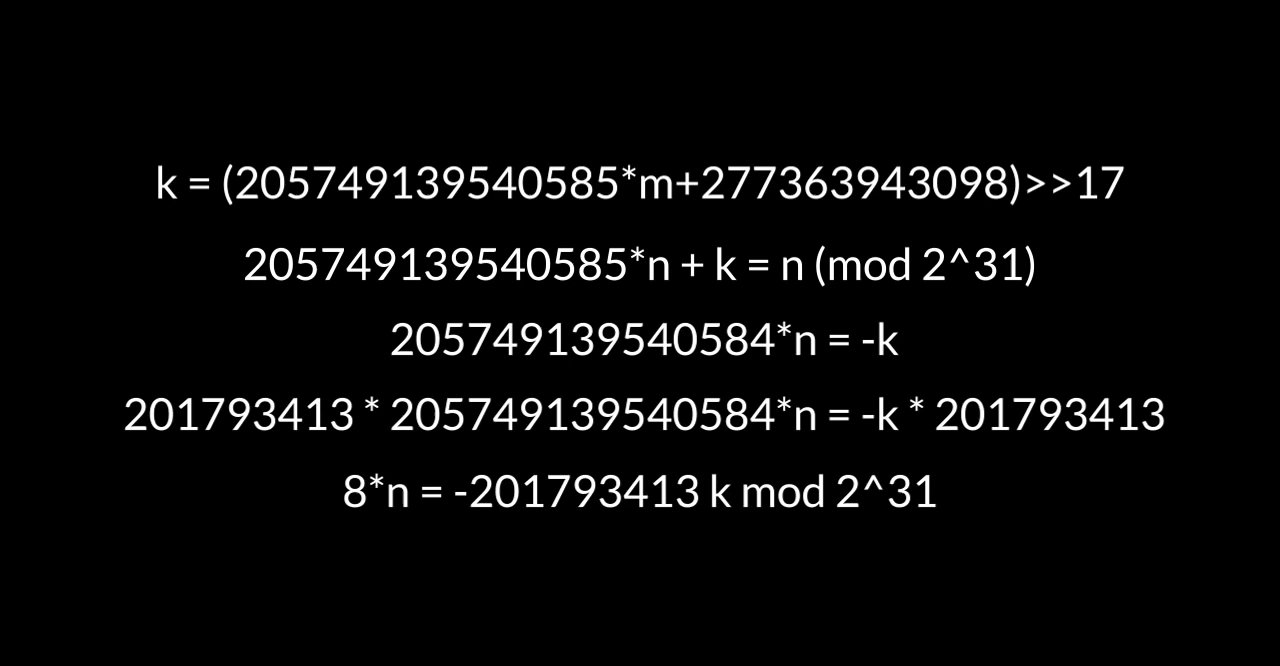 k = (205749139540585*m+277363943098)>>17
205749139540585*n + k = n (mod 2^31)
205749139540584*n = -k
201793413 * 205749139540584*n = -k * 201793413
8*n = -201793413 k mod 2^31